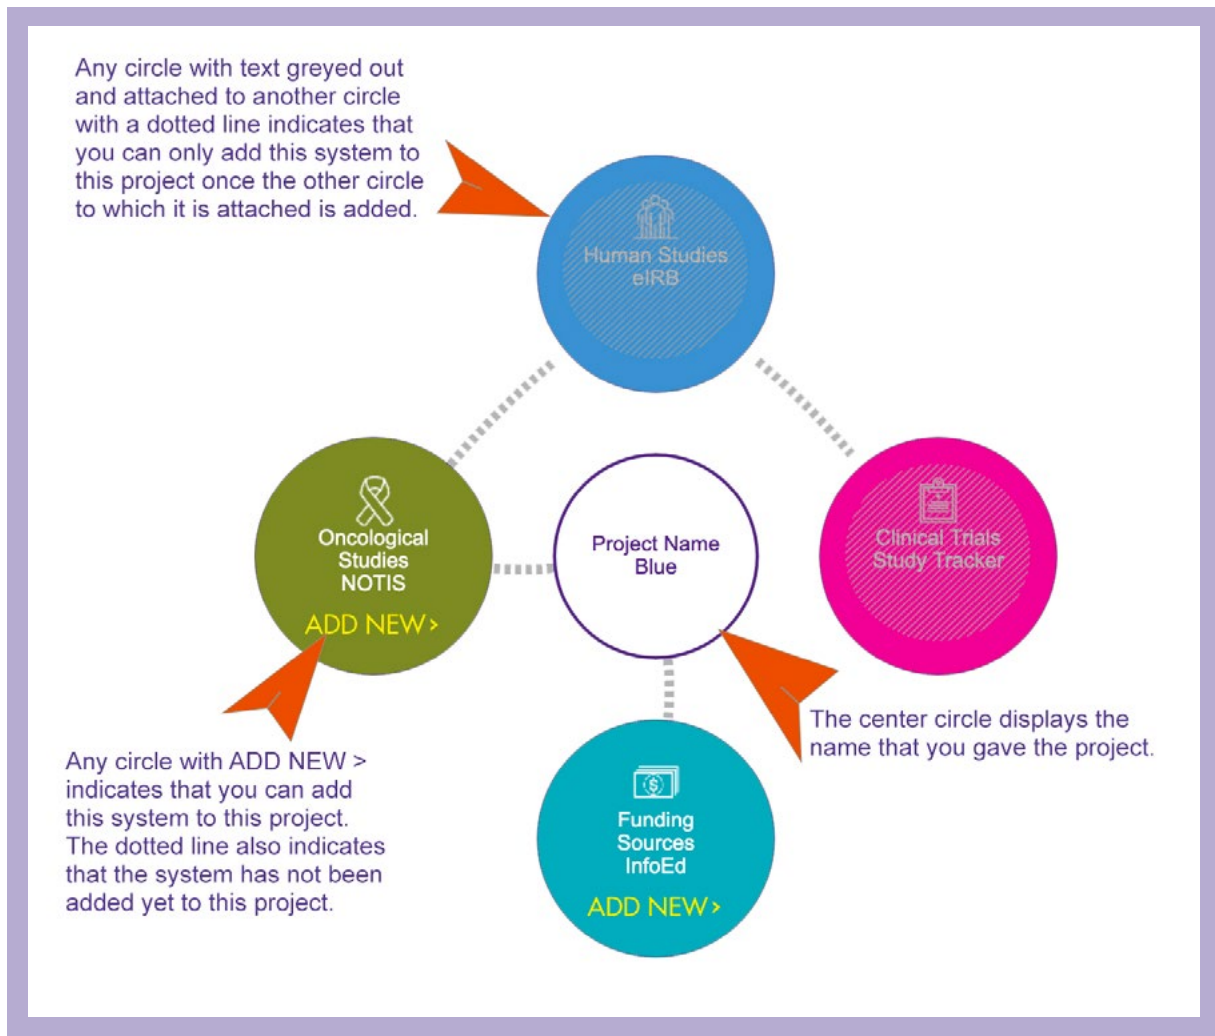 Any circle with text greyed out
and attached to another circle
with a dotted line indicates that
you can only add this system to
this project once the other circle
to which it is attached is added.
Human Studies
eIRB
Oncological
Studies
NOTIS
ADD NEW >
Project Name
Blue
Clinical Trials
Study Tracker
The center circle displays the
name that you gave the project.
Any circle with ADD NEW >
indicates that you can add
this system to this project.
The dotted line also indicates
that the system has not been
added yet to this project.
$
Funding
Sources
InfoEd
ADD NEW >